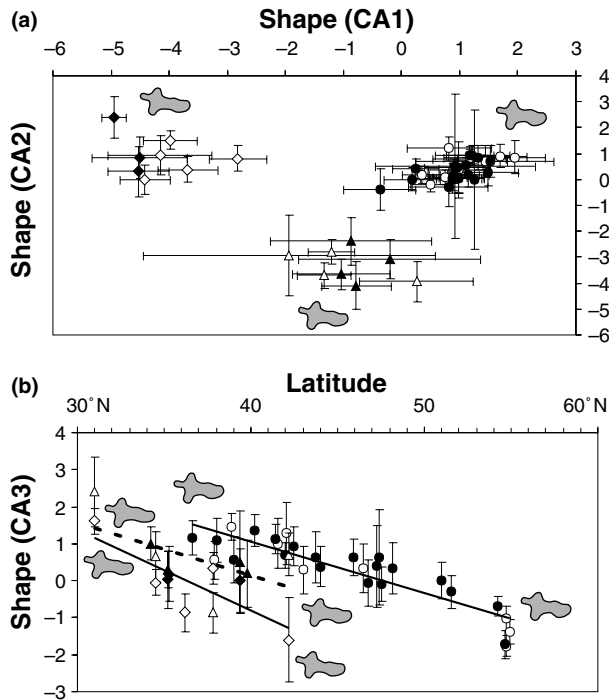 (a)
Shape (CA1)
–6 –5 –4 –3 –2 –1 0 1 2 3
Shape (CA2)
4
3
2
1
0
–1
–2
–3
–4
–5
–6
(b)
Latitude
30˚N 40 50 60˚N
Shape (CA3)
4
3
2
1
0
–1
–2
–3